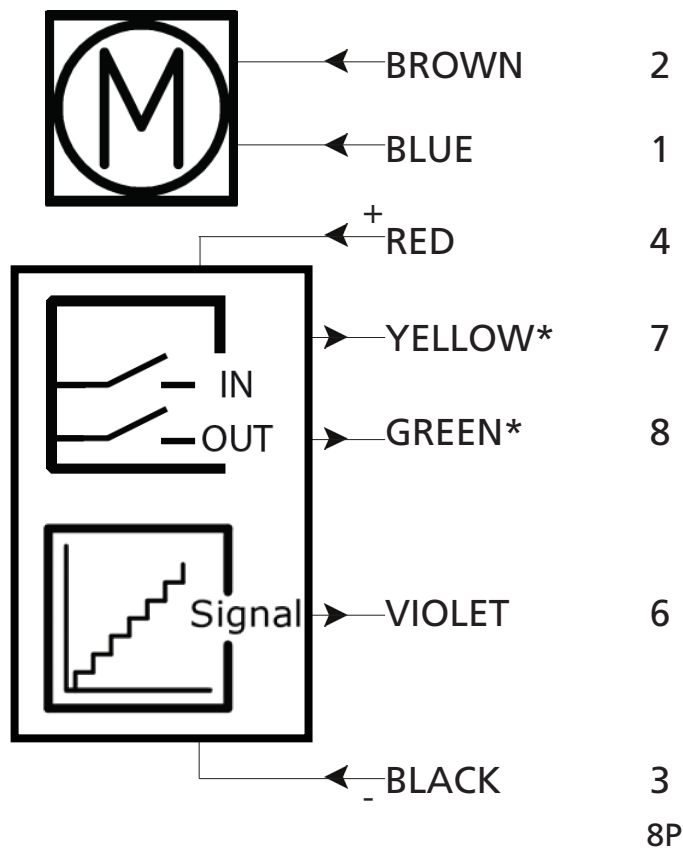 M
BROWN 2
BLUE 1
+
RED 4
YELLOW* 7
IN
GREEN* 8
OUT
Signal VIOLET 6
BLACK 3
-
8P